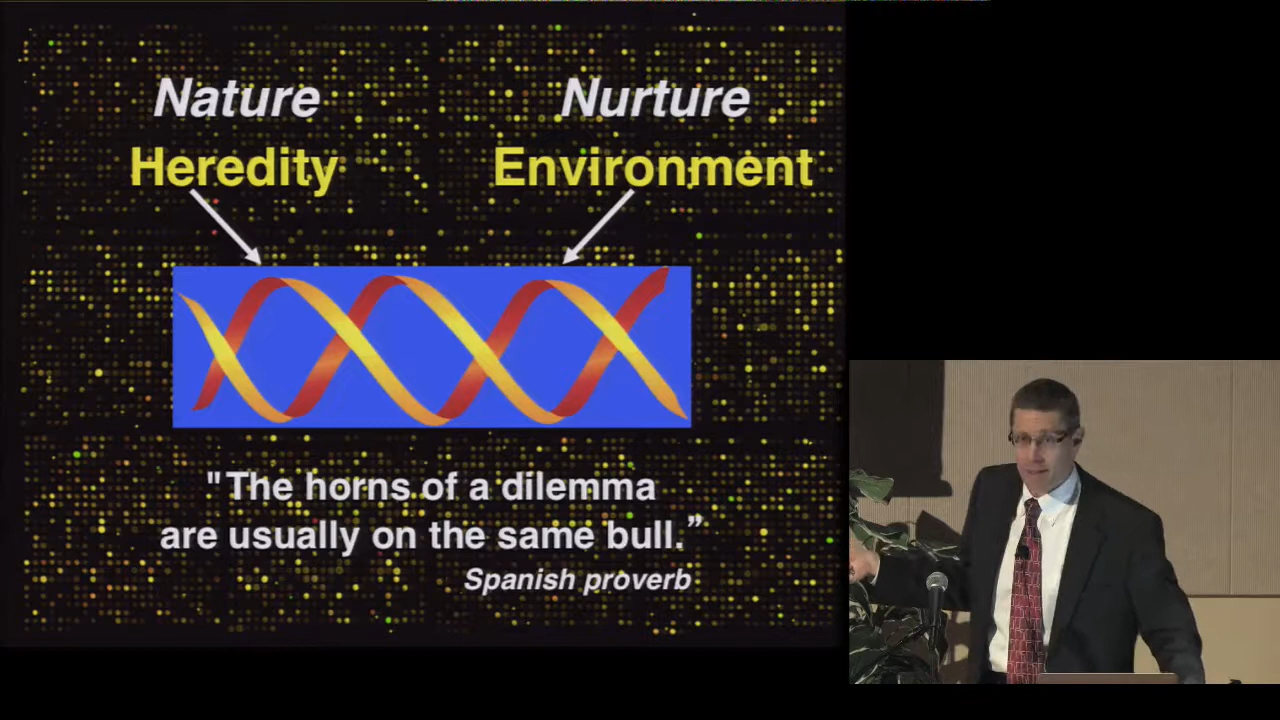 Nature
Nurture
Heredity
Environment
"The horns of a dilemma
are usually on the same bull.”
Spanish proverb